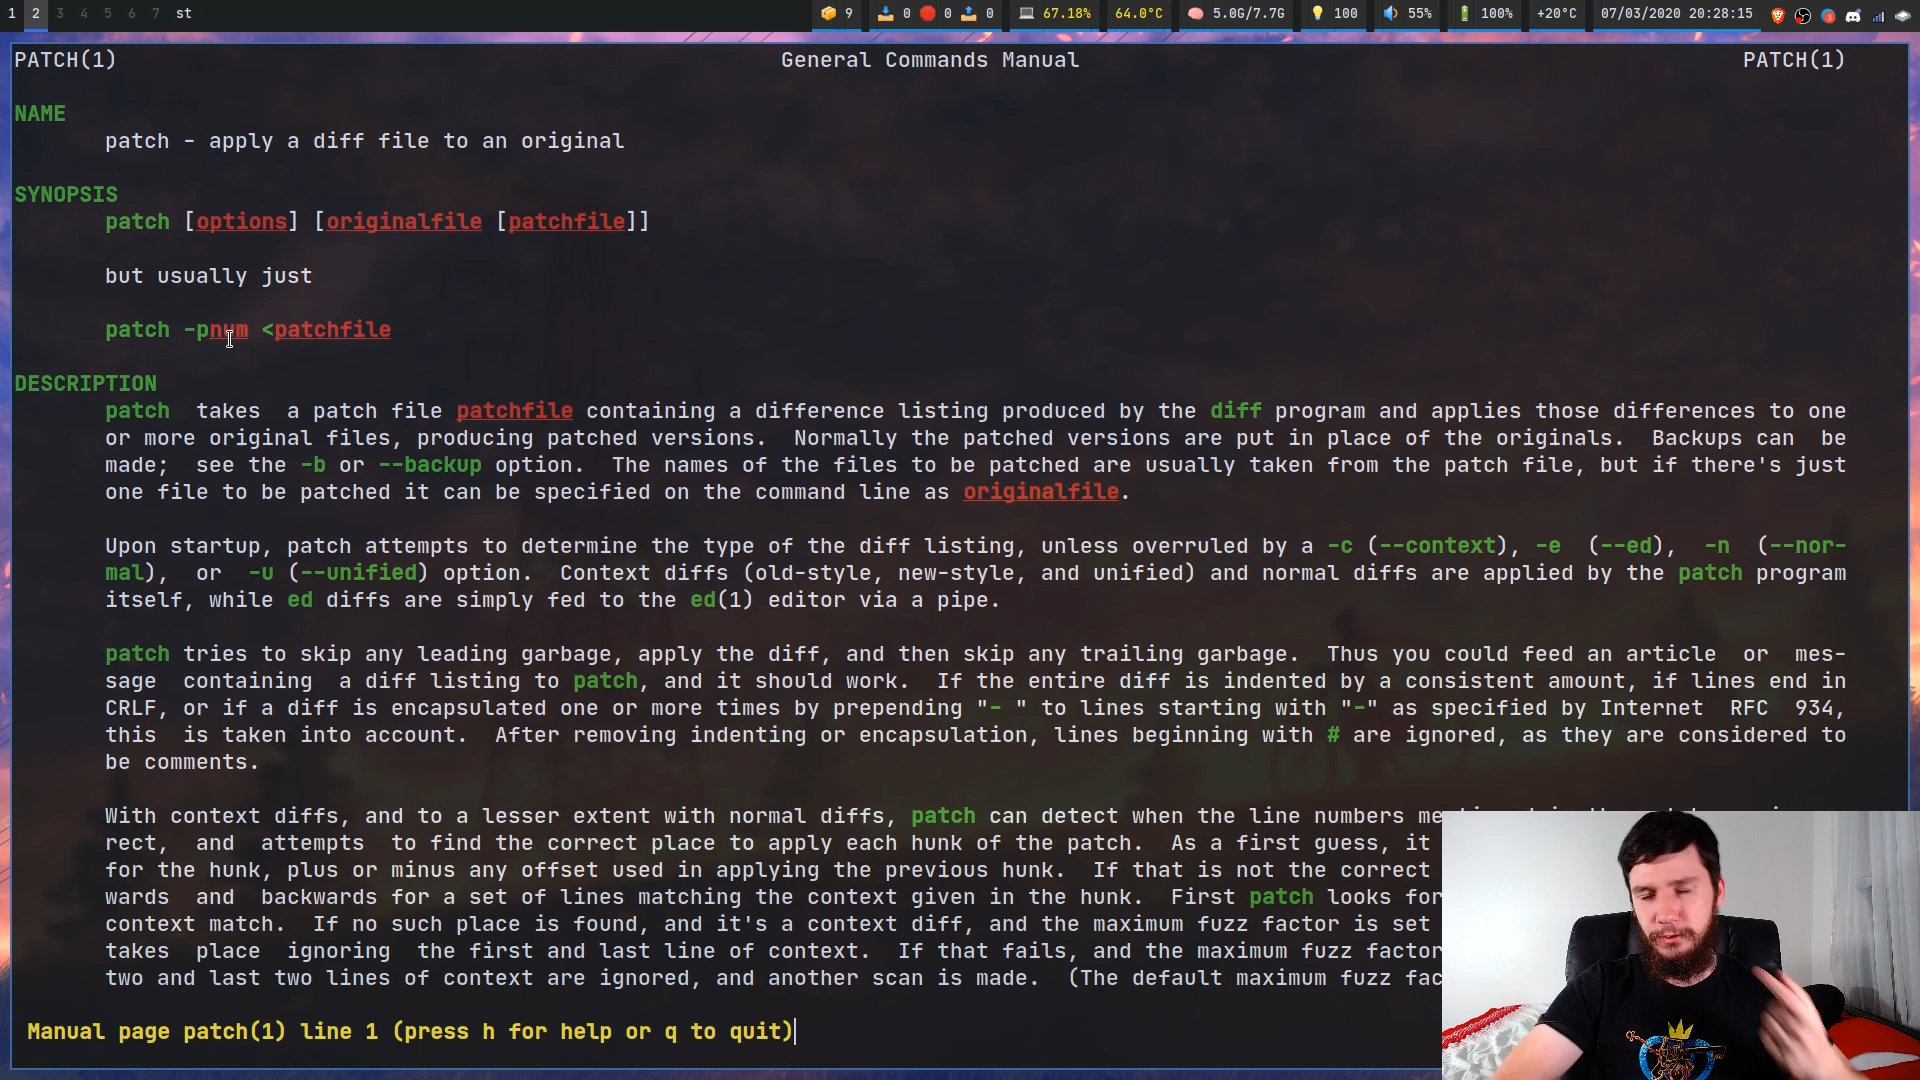 1 2 3 4 5 6 7 st 9 0 0 0 67.18% 64.0°C 5.0G/7.7G 100 55% 100% +20°C 07/03/2020 20:28:15
PATCH(1) General Commands Manual PATCH(1)
NAME
patch - apply a diff file to an original
SYNOPSIS
patch [options] [originalfile [patchfile]]
but usually just
patch -pnum <patchfile
DESCRIPTION
patch takes a patch file patchfile containing a difference listing produced by the diff program and applies those differences to one
or more original files, producing patched versions. Normally the patched versions are put in place of the originals. Backups can be
made; see the -b or --backup option. The names of the files to be patched are usually taken from the patch file, but if there's just
one file to be patched it can be specified on the command line as originalfile.
Upon startup, patch attempts to determine the type of the diff listing, unless overruled by a -c (--context), -e (--ed), -n (--nor-
mal), or -u (--unified) option. Context diffs (old-style, new-style, and unified) and normal diffs are applied by the patch program
itself, while ed diffs are simply fed to the ed(1) editor via a pipe.
patch tries to skip any leading garbage, apply the diff, and then skip any trailing garbage. Thus you could feed an article or mes-
sage containing a diff listing to patch, and it should work. If the entire diff is indented by a consistent amount, if lines end in
CRLF, or if a diff is encapsulated one or more times by prepending "- " to lines starting with "-" as specified by Internet RFC 934,
this is taken into account. After removing indenting or encapsulation, lines beginning with # are ignored, as they are considered to
be comments.
With context diffs, and to a lesser extent with normal diffs, patch can detect when the line numbers
rect, and attempts to find the correct place to apply each hunk of the patch. As a first guess, it
for the hunk, plus or minus any offset used in applying the previous hunk. If that is not the correct
wards and backwards for a set of lines matching the context given in the hunk. First patch looks for
context match. If no such place is found, and it's a context diff, and the maximum fuzz factor is set
takes place ignoring the first and last line of context. If that fails, and the maximum fuzz factor
two and last two lines of context are ignored, and another scan is made. (The default maximum fuzz fac
Manual page patch(1) line 1 (press h for help or q to quit)